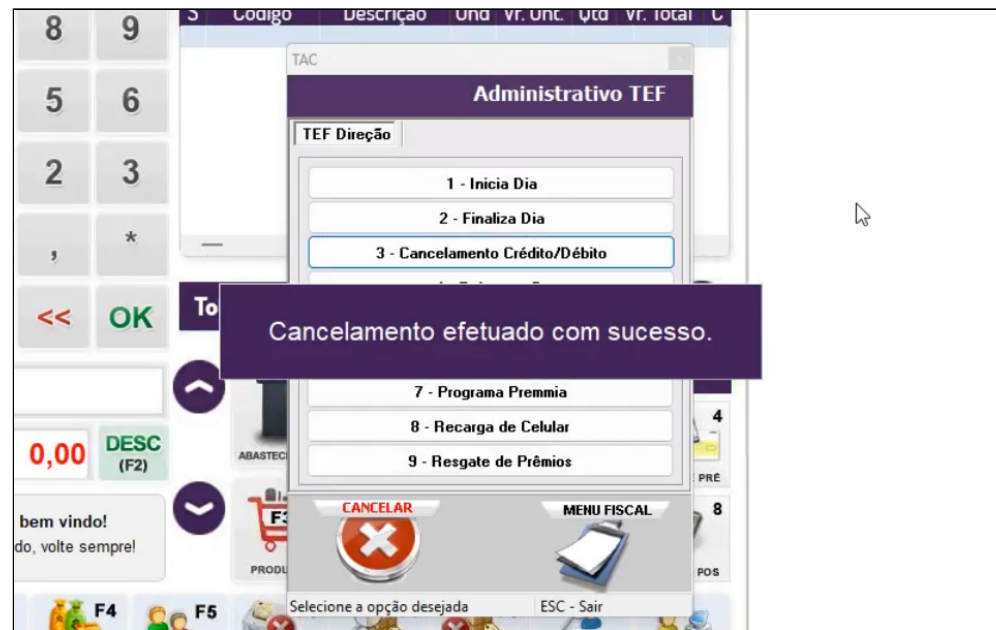 S Código Descrição Und Vr. Unt. Qtd Vr. Total C
8 9
TAC
Administrativo TEF
5 6
TEF Direção
2 3
1 - Inicia Dia
2 - Finaliza Dia
, *
3 - Cancelamento Crédito/Débito
<< OK
To
Cancelamento efetuado com sucesso.
7 - Programa Premmia
4
8 - Recarga de Celular
0,00 DESC
(F2)
ABASTEC
9 - Resgate de Prêmios
PRÉ
CANCELAR
MENU FISCAL
8
bem vindo!
F3
do, volte sempre!
PRODU
POS
Selecione a opção desejada ESC - Sair
F4 F5